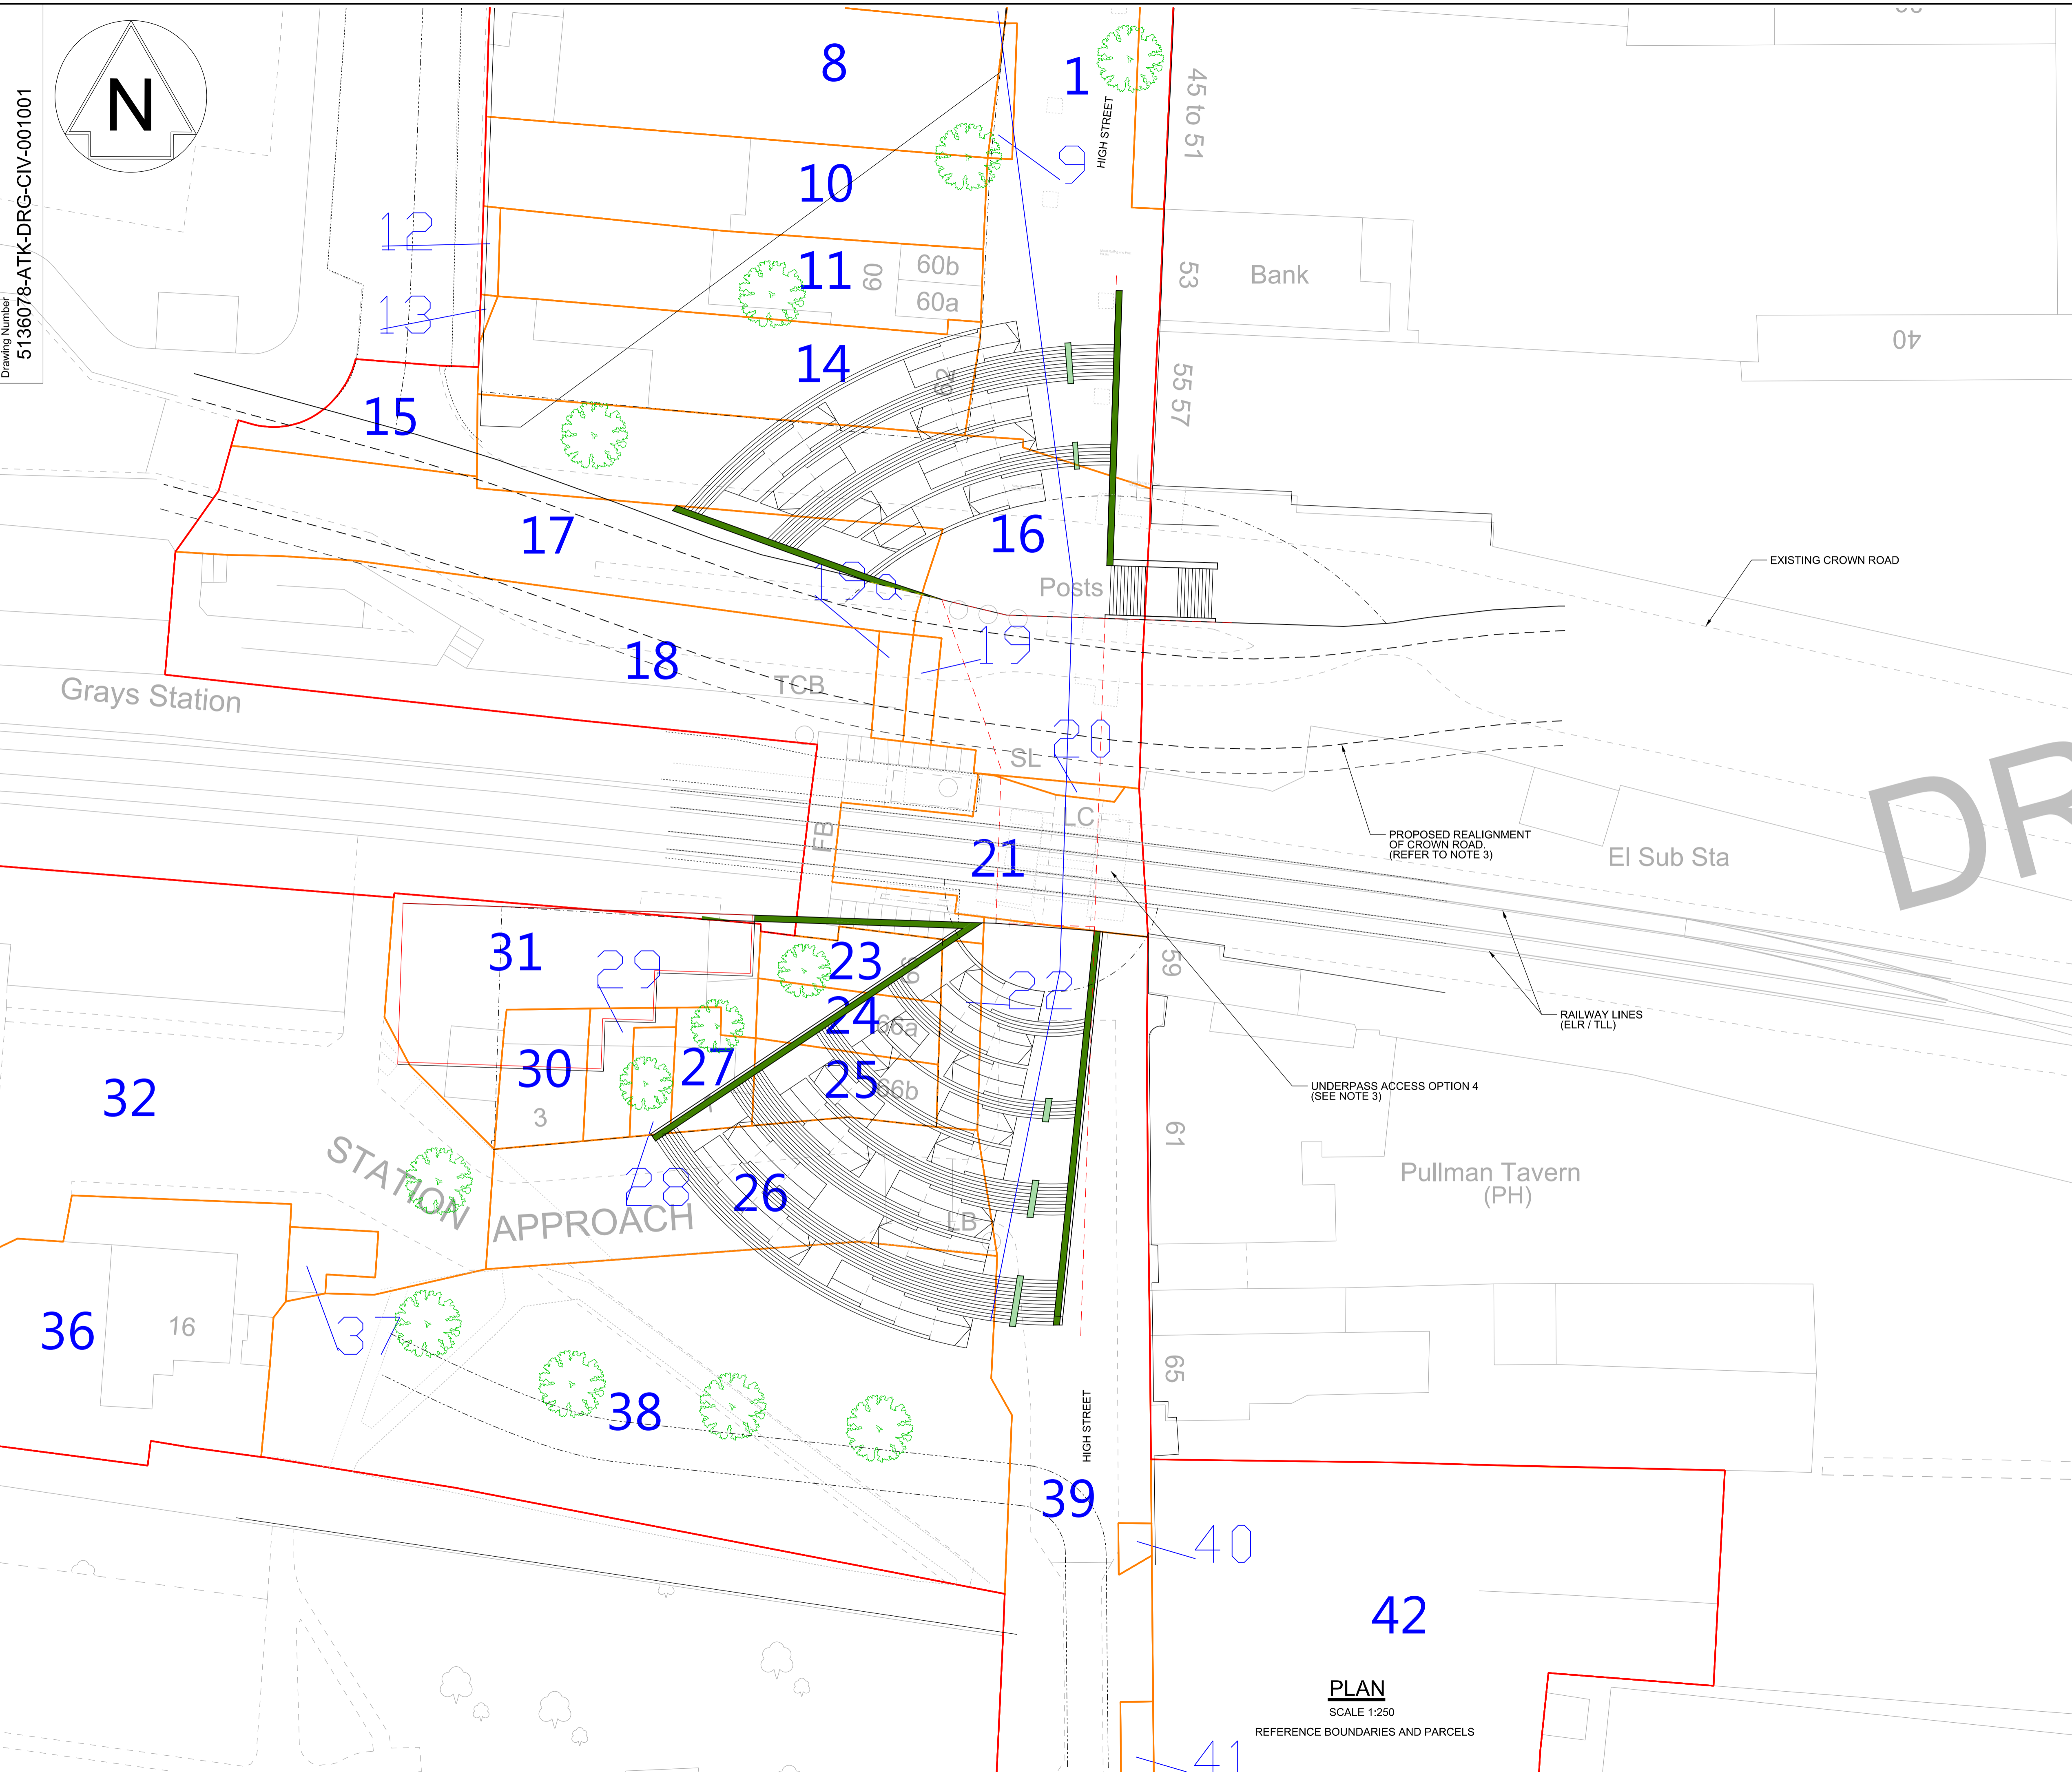 Drawing Number
5136078-ATK-DRG-CIV-001001
N
8
1
HIGH STREET
45 to 51
9
10
12
11
60
60b
60a
53
Bank
13
14
62
55 57
40
15
17
16
EXISTING CROWN ROAD
19a
Posts
19
18
TCB
Grays Station
20
SL
DR
LC
FB
21
PROPOSED REALIGNMENT
OF CROWN ROAD.
(REFER TO NOTE 3)
El Sub Sta
31
29
23
22
59
24
66a
RAILWAY LINES
(ELR / TLL)
30
27
25
66b
32
3
UNDERPASS ACCESS OPTION 4
(SEE NOTE 3)
61
STATION APPROACH
28
26
LB
Pullman Tavern
(PH)
36
16
37
65
38
HIGH STREET
39
40
42
PLAN
SCALE 1:250
REFERENCE BOUNDARIES AND PARCELS
41